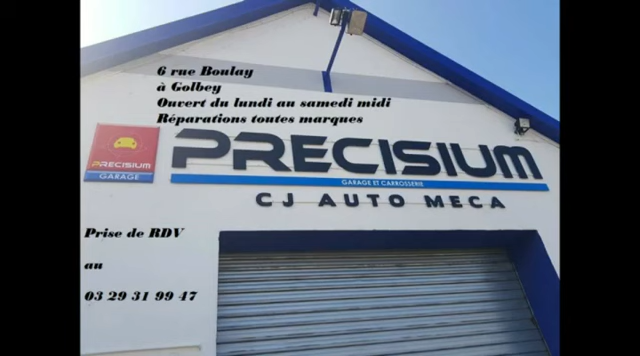 6 rue Boulay
à Golbey
Ouvert du lundi au samedi midi
Réparations toutes marques
PRECISIUM
GARAGE
PRECISIUM
GARAGE ET CARROSSERIE
CJ AUTO MECA
Prise de RDV
au
03 29 31 99 47